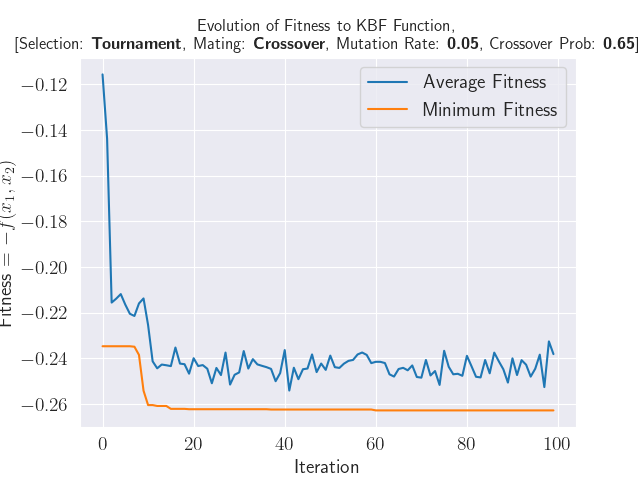 Evolution of Fitness to KBF Function,
[Selection: Tournament, Mating: Crossover, Mutation Rate: 0.05, Crossover Prob: 0.65]
Average Fitness
Minimum Fitness
−0.12
−0.14
−0.16
−0.18
−0.20
−0.22
−0.24
−0.26
Fitness = −f(x₁, x₂)
0 20 40 60 80 100
Iteration